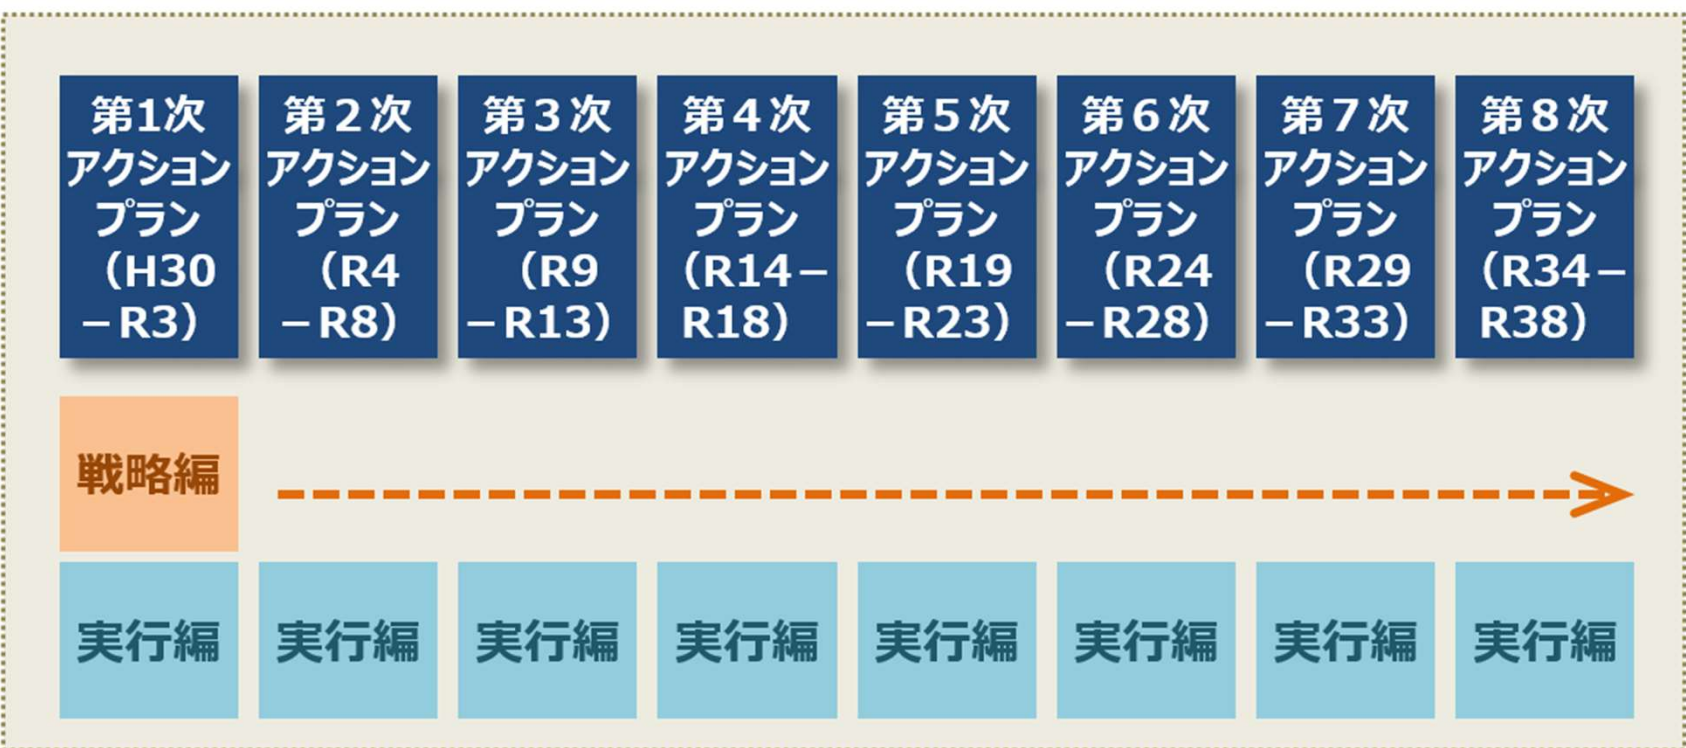 第1次
アクション
プラン
（H30
－R3）
第２次
アクション
プラン
（R4
－R8）
第３次
アクション
プラン
（R9
－R13）
第４次
アクション
プラン
（R14－
R18）
第５次
アクション
プラン
（R19
－R23）
第６次
アクション
プラン
（R24
－R28）
第７次
アクション
プラン
（R29
－R33）
第８次
アクション
プラン
（R34－
R38）
戦略編
実行編
実行編
実行編
実行編
実行編
実行編
実行編
実行編